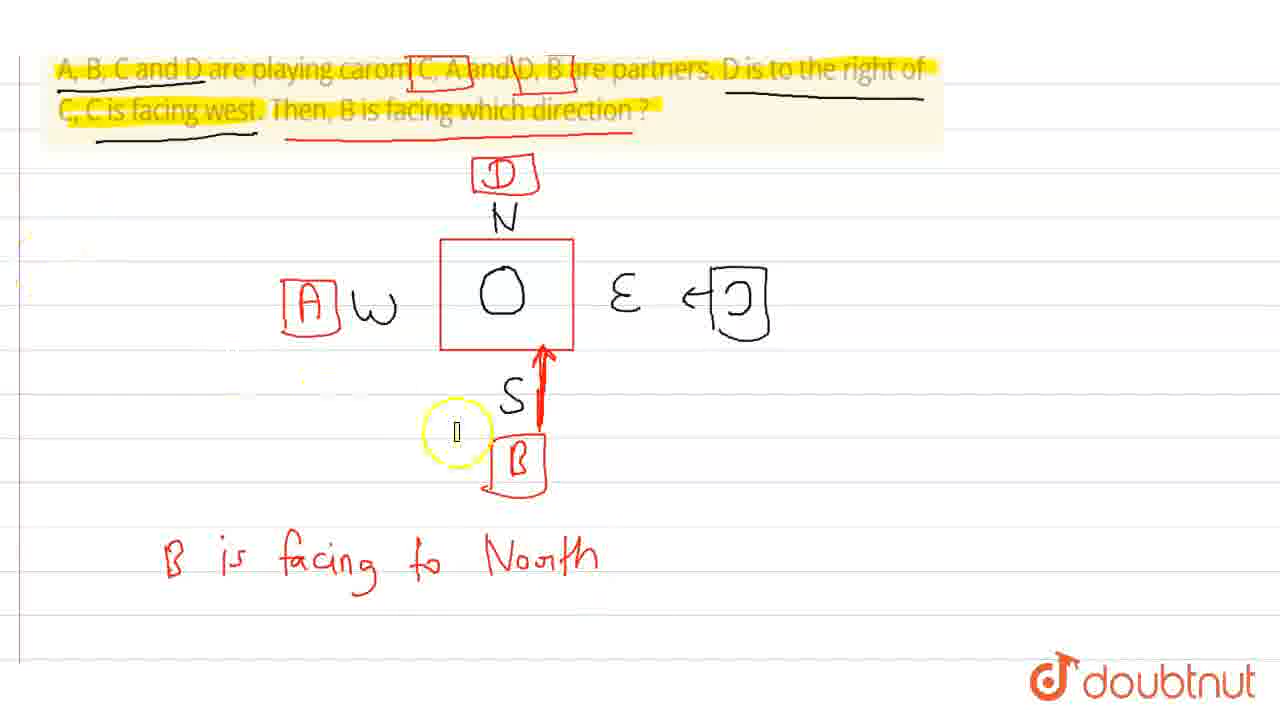 A, B, C and D are playing carom C, A and D, B are partners. D is to the right of
C, C is facing west. Then, B is facing which direction ?
D
N
A W O E ← C
S
B
B is facing to North
doubtnut